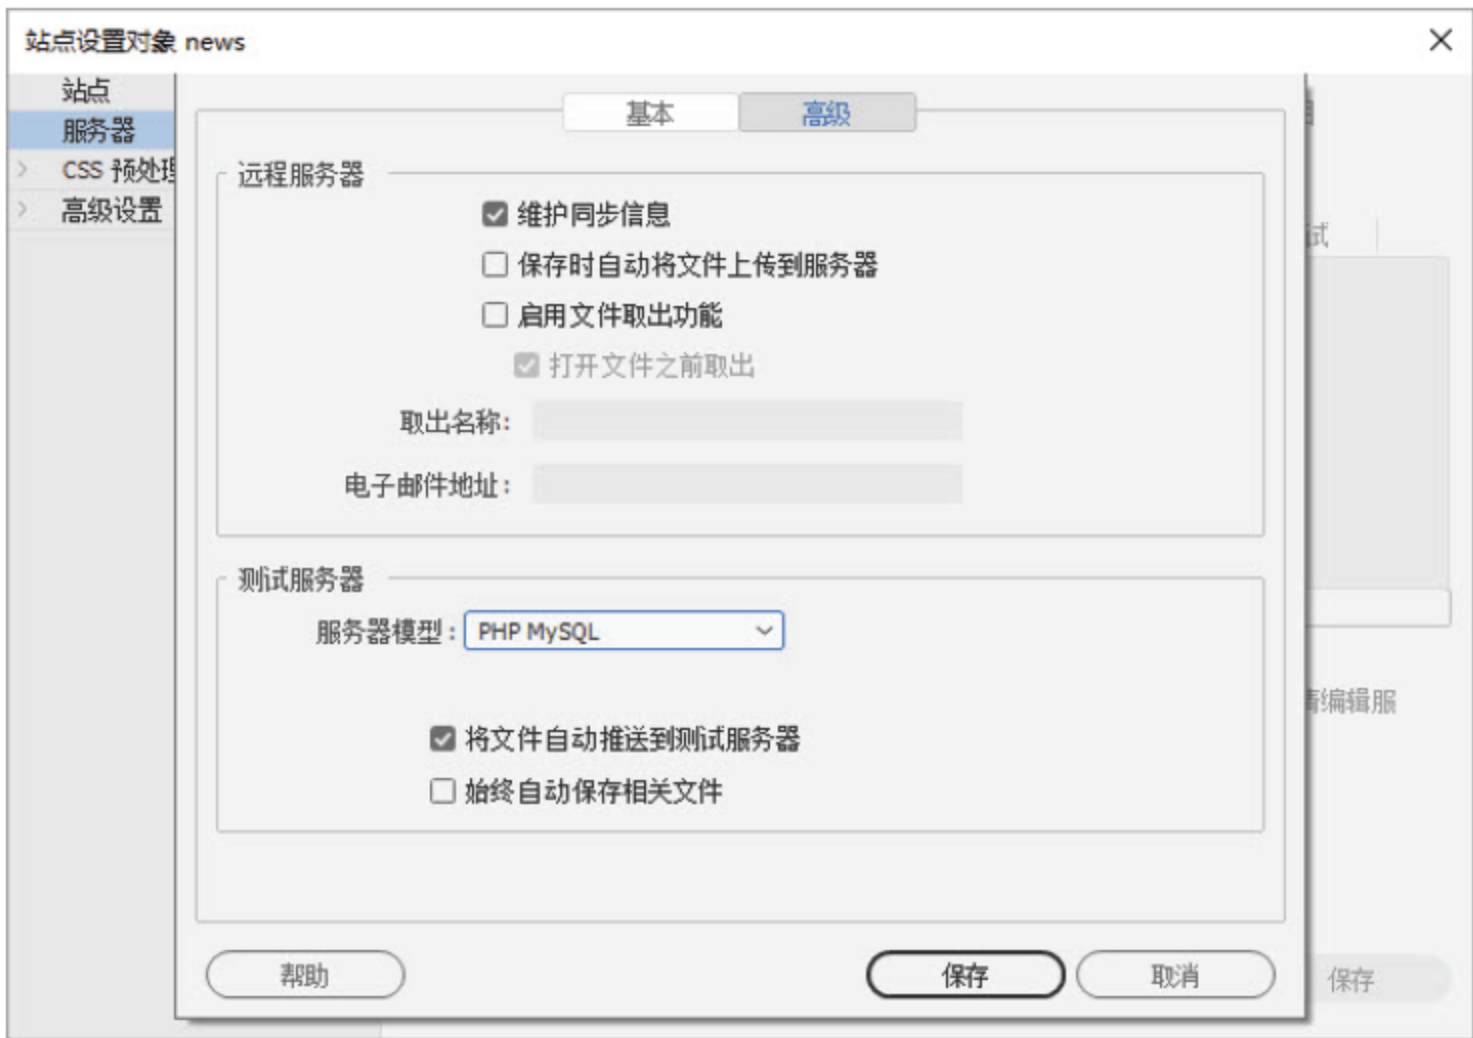 站点设置对象 news
站点
服务器
CSS 预处理
高级设置
基本
高级
远程服务器
维护同步信息
保存时自动将文件上传到服务器
启用文件取出功能
打开文件之前取出
取出名称:
电子邮件地址:
测试服务器
服务器模型: PHP MySQL
将文件自动推送到测试服务器
始终自动保存相关文件
帮助
保存
取消
试
编辑服
保存